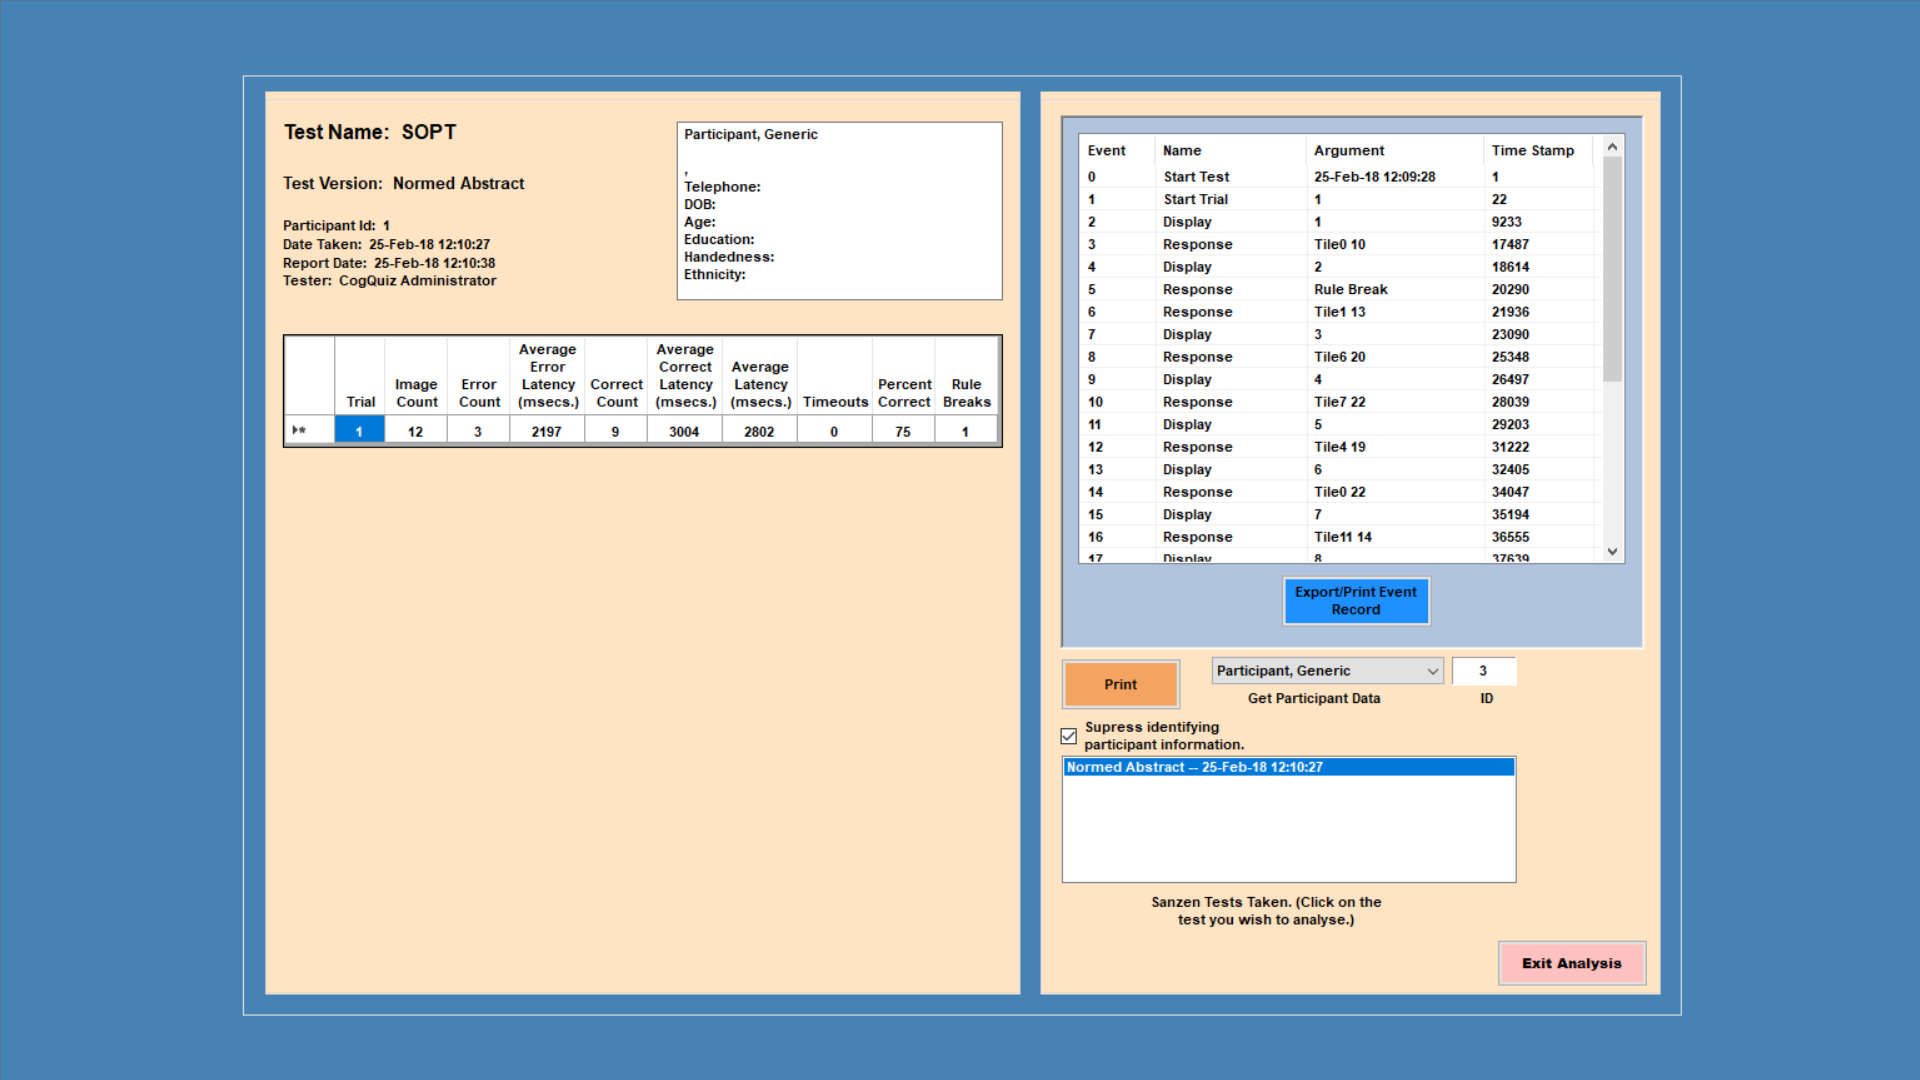 Test Name: SOPT
Test Version: Normed Abstract
Participant Id: 1
Date Taken: 25-Feb-18 12:10:27
Report Date: 25-Feb-18 12:10:38
Tester: CogQuiz Administrator
Participant, Generic
,
Telephone:
DOB:
Age:
Education:
Handedness:
Ethnicity:
Trial Image Count Error Count Average Error Latency (msecs.) Correct Count Average Correct Latency (msecs.) Average Latency (msecs.) Timeouts Percent Correct Rule Breaks
1 12 3 2197 9 3004 2802 0 75 1
Event Name Argument Time Stamp
0 Start Test 25-Feb-18 12:09:28 1
1 Start Trial 1 22
2 Display 1 9233
3 Response Tile0 10 17487
4 Display 2 18614
5 Response Rule Break 20290
6 Response Tile1 13 21936
7 Display 3 23090
8 Response Tile6 20 25348
9 Display 4 26497
10 Response Tile7 22 28039
11 Display 5 29203
12 Response Tile4 19 31222
13 Display 6 32405
14 Response Tile0 22 34047
15 Display 7 35194
16 Response Tile11 14 36555
17 Display 8 37639
Export/Print Event
Record
Print
Participant, Generic 3
Get Participant Data ID
Supress identifying
participant information.
Normed Abstract -- 25-Feb-18 12:10:27
Sanzen Tests Taken. (Click on the
test you wish to analyse.)
Exit Analysis